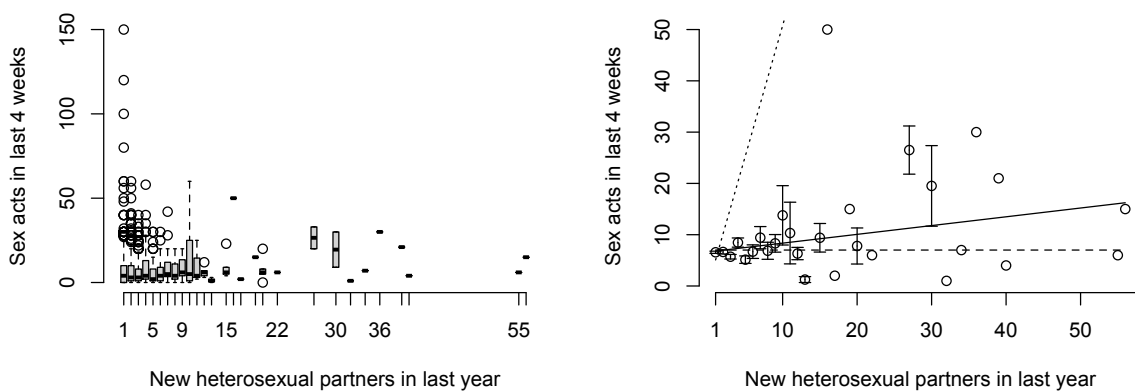 Sex acts in last 4 weeks
150
100
50
0
1 5 9 15 22 30 36 55
New heterosexual partners in last year
Sex acts in last 4 weeks
50
40
30
20
10
0
1 10 20 30 40 50
New heterosexual partners in last year